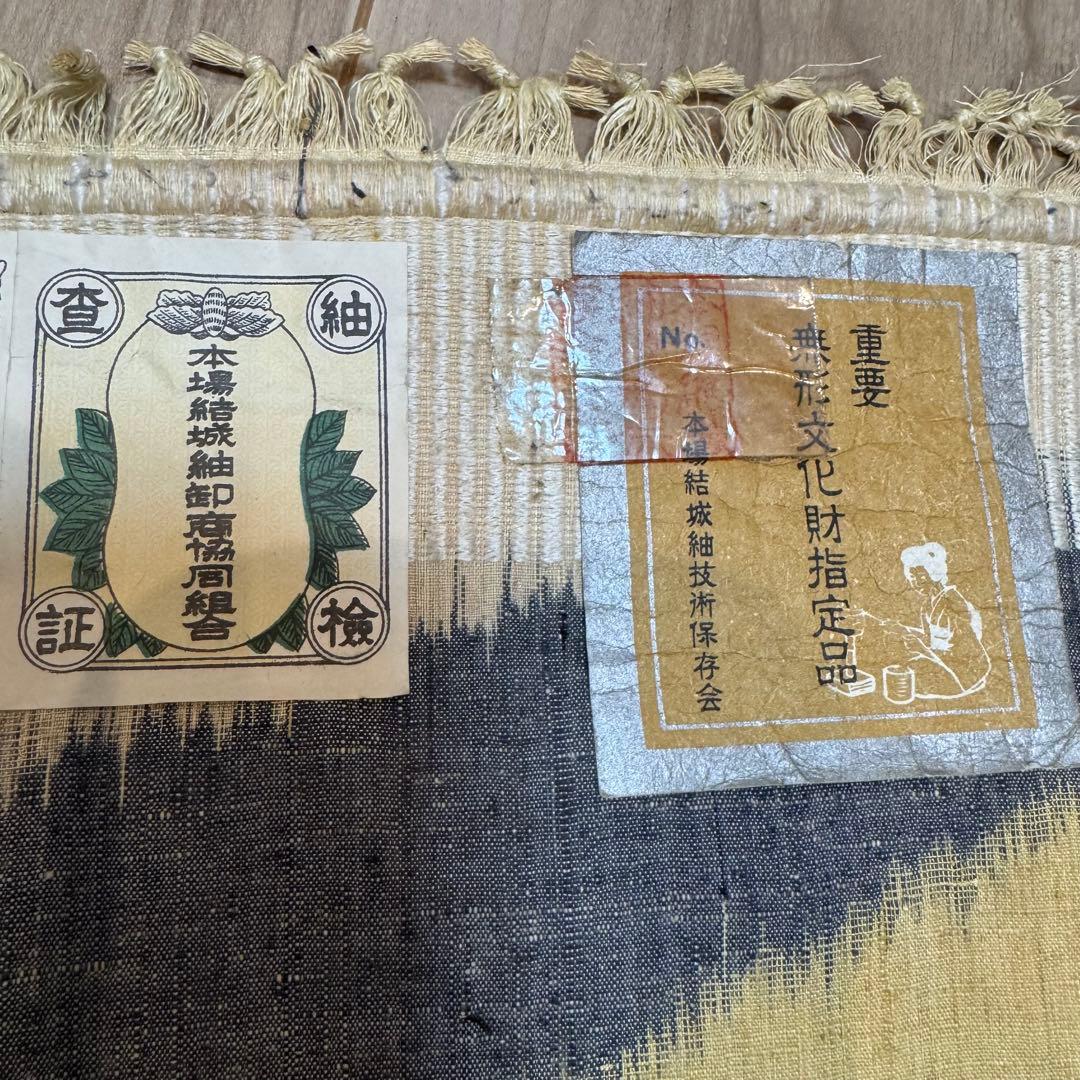 紬
検
査
証
本場結城紬卸商協同組合
重要
無形文化財指定品
No.
本場結城紬技術保存会